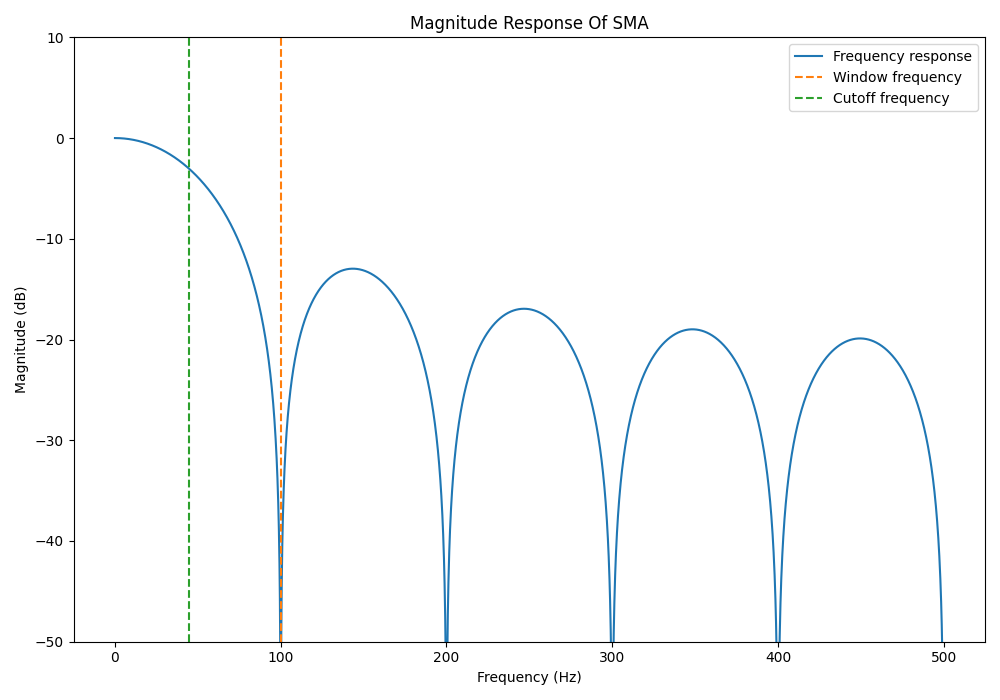 Magnitude Response Of SMA
Frequency response
Window frequency
Cutoff frequency
Magnitude (dB)
10
0
−10
−20
−30
−40
−50
0 100 200 300 400 500
Frequency (Hz)